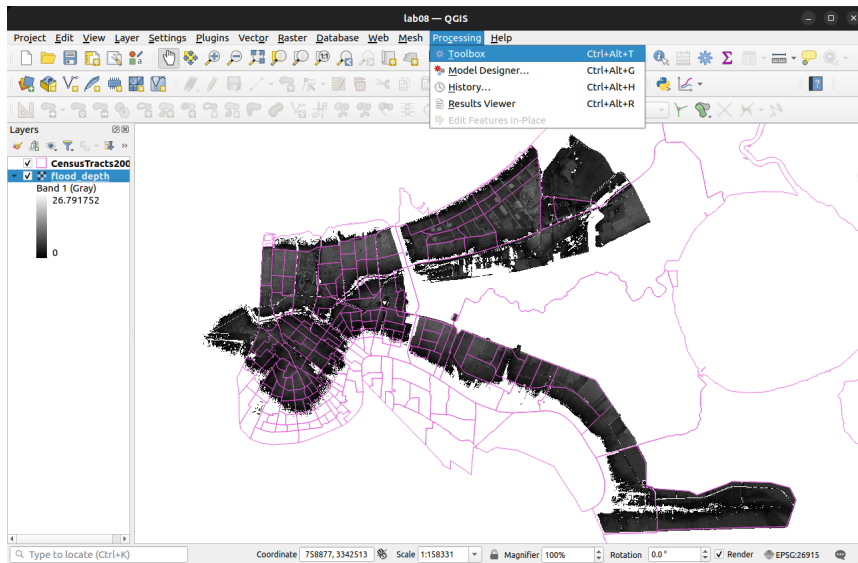 lab08 — QGIS
Project Edit View Layer Settings Plugins Vector Raster Database Web Mesh Processing Help
Toolbox Ctrl+Alt+T
Model Designer... Ctrl+Alt+G
History... Ctrl+Alt+H
Results Viewer Ctrl+Alt+R
Edit Features In-Place
Layers
CensusTracts200
flood_depth
Band 1 (Gray)
26.791752
0
Type to locate (Ctrl+K) Coordinate 758877,3342513 Scale 1:158331 Magnifier 100% Rotation 0.0° Render EPSG:26915